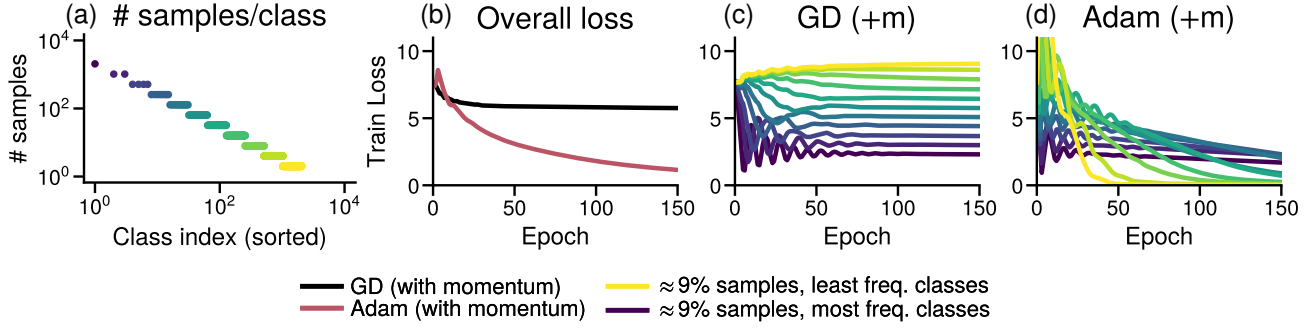 (a) # samples/class
# samples
10⁴
10²
10⁰
10⁰ 10² 10⁴
Class index (sorted)
(b) Overall loss
Train Loss
10
5
0
0 50 100 150
Epoch
(c) GD (+m)
10
5
0
0 50 100 150
Epoch
(d) Adam (+m)
10
5
0
0 50 100 150
Epoch
GD (with momentum)
Adam (with momentum)
≈9% samples, least freq. classes
≈9% samples, most freq. classes